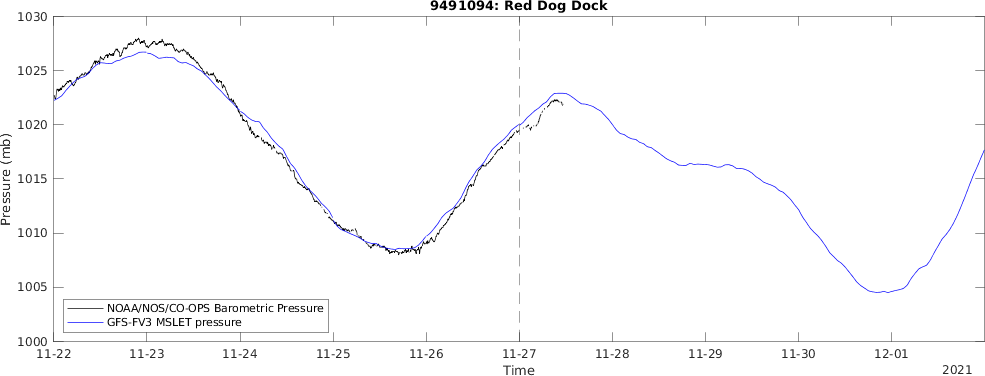 9491094: Red Dog Dock
1030
1025
1020
1015
1010
1005
1000
Pressure (mb)
NOAA/NOS/CO-OPS Barometric Pressure
GFS-FV3 MSLET pressure
11-22 11-23 11-24 11-25 11-26 11-27 11-28 11-29 11-30 12-01
Time
2021